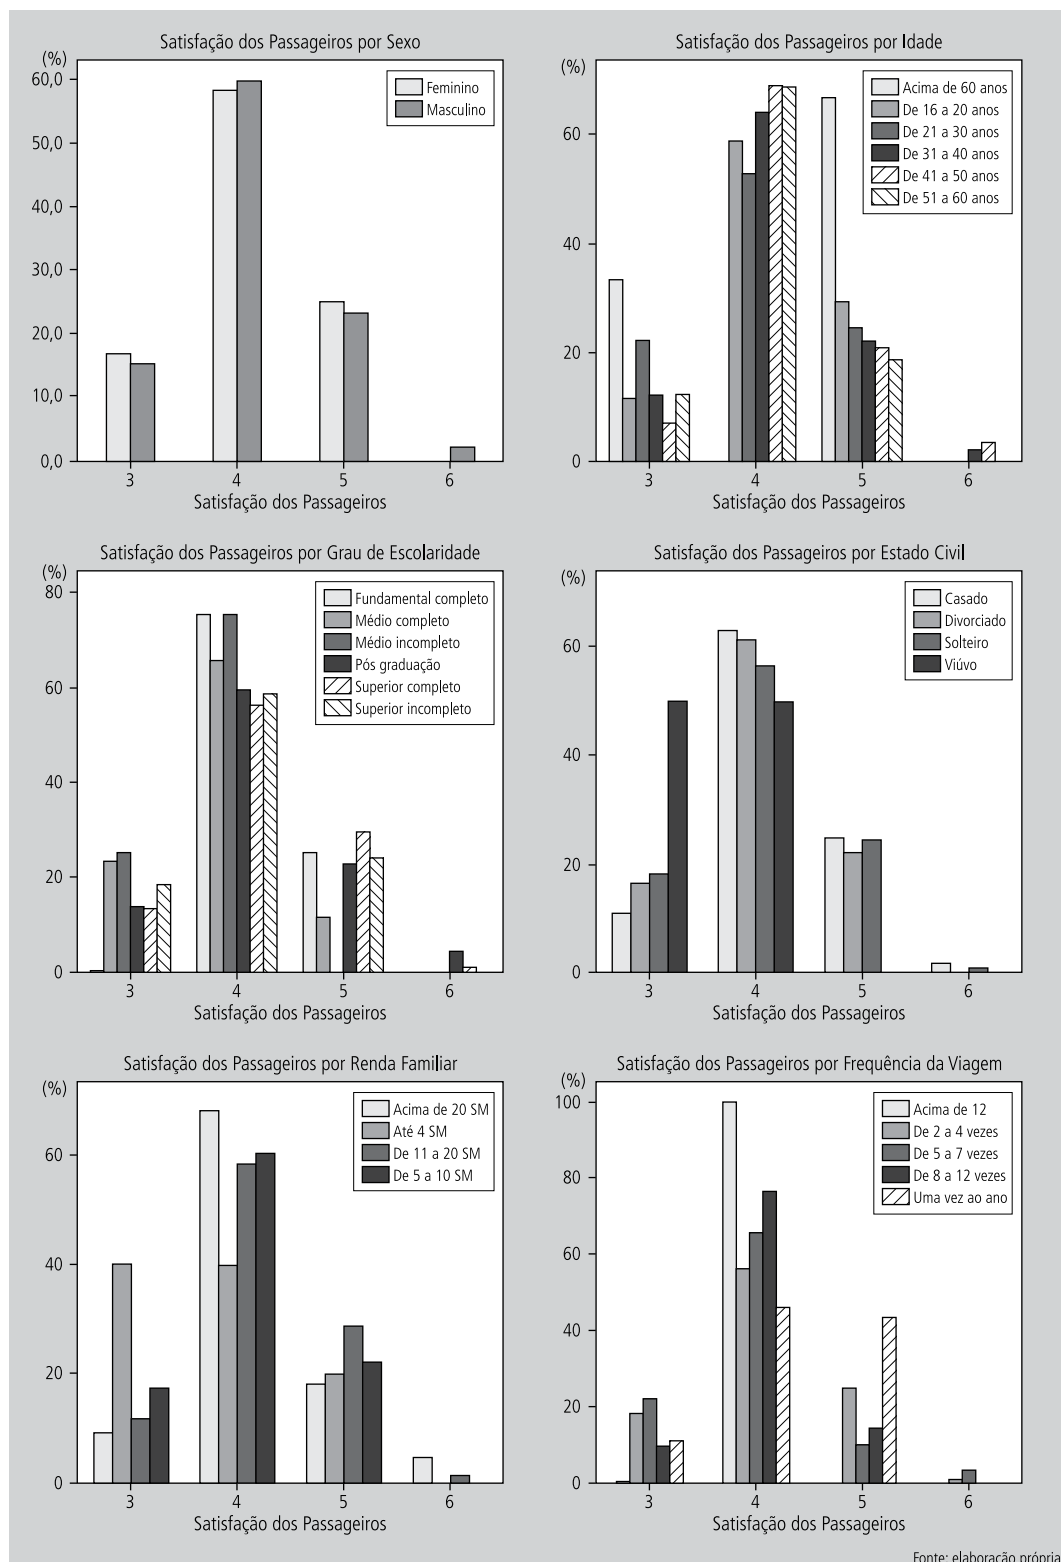 Satisfação dos Passageiros por Sexo
(%)
60,0
50,0
40,0
30,0
20,0
10,0
0,0
Feminino
Masculino
3 4 5 6
Satisfação dos Passageiros
Satisfação dos Passageiros por Idade
(%)
60
40
20
0
Acima de 60 anos
De 16 a 20 anos
De 21 a 30 anos
De 31 a 40 anos
De 41 a 50 anos
De 51 a 60 anos
3 4 5 6
Satisfação dos Passageiros
Satisfação dos Passageiros por Grau de Escolaridade
(%)
80
60
40
20
0
Fundamental completo
Médio completo
Médio incompleto
Pós graduação
Superior completo
Superior incompleto
3 4 5 6
Satisfação dos Passageiros
Satisfação dos Passageiros por Estado Civil
(%)
60
40
20
0
Casado
Divorciado
Solteiro
Viúvo
3 4 5 6
Satisfação dos Passageiros
Satisfação dos Passageiros por Renda Familiar
(%)
60
40
20
0
Acima de 20 SM
Até 4 SM
De 11 a 20 SM
De 5 a 10 SM
3 4 5 6
Satisfação dos Passageiros
Satisfação dos Passageiros por Frequência da Viagem
(%)
100
80
60
40
20
0
Acima de 12
De 2 a 4 vezes
De 5 a 7 vezes
De 8 a 12 vezes
Uma vez ao ano
3 4 5 6
Satisfação dos Passageiros
Fonte: elaboração própria